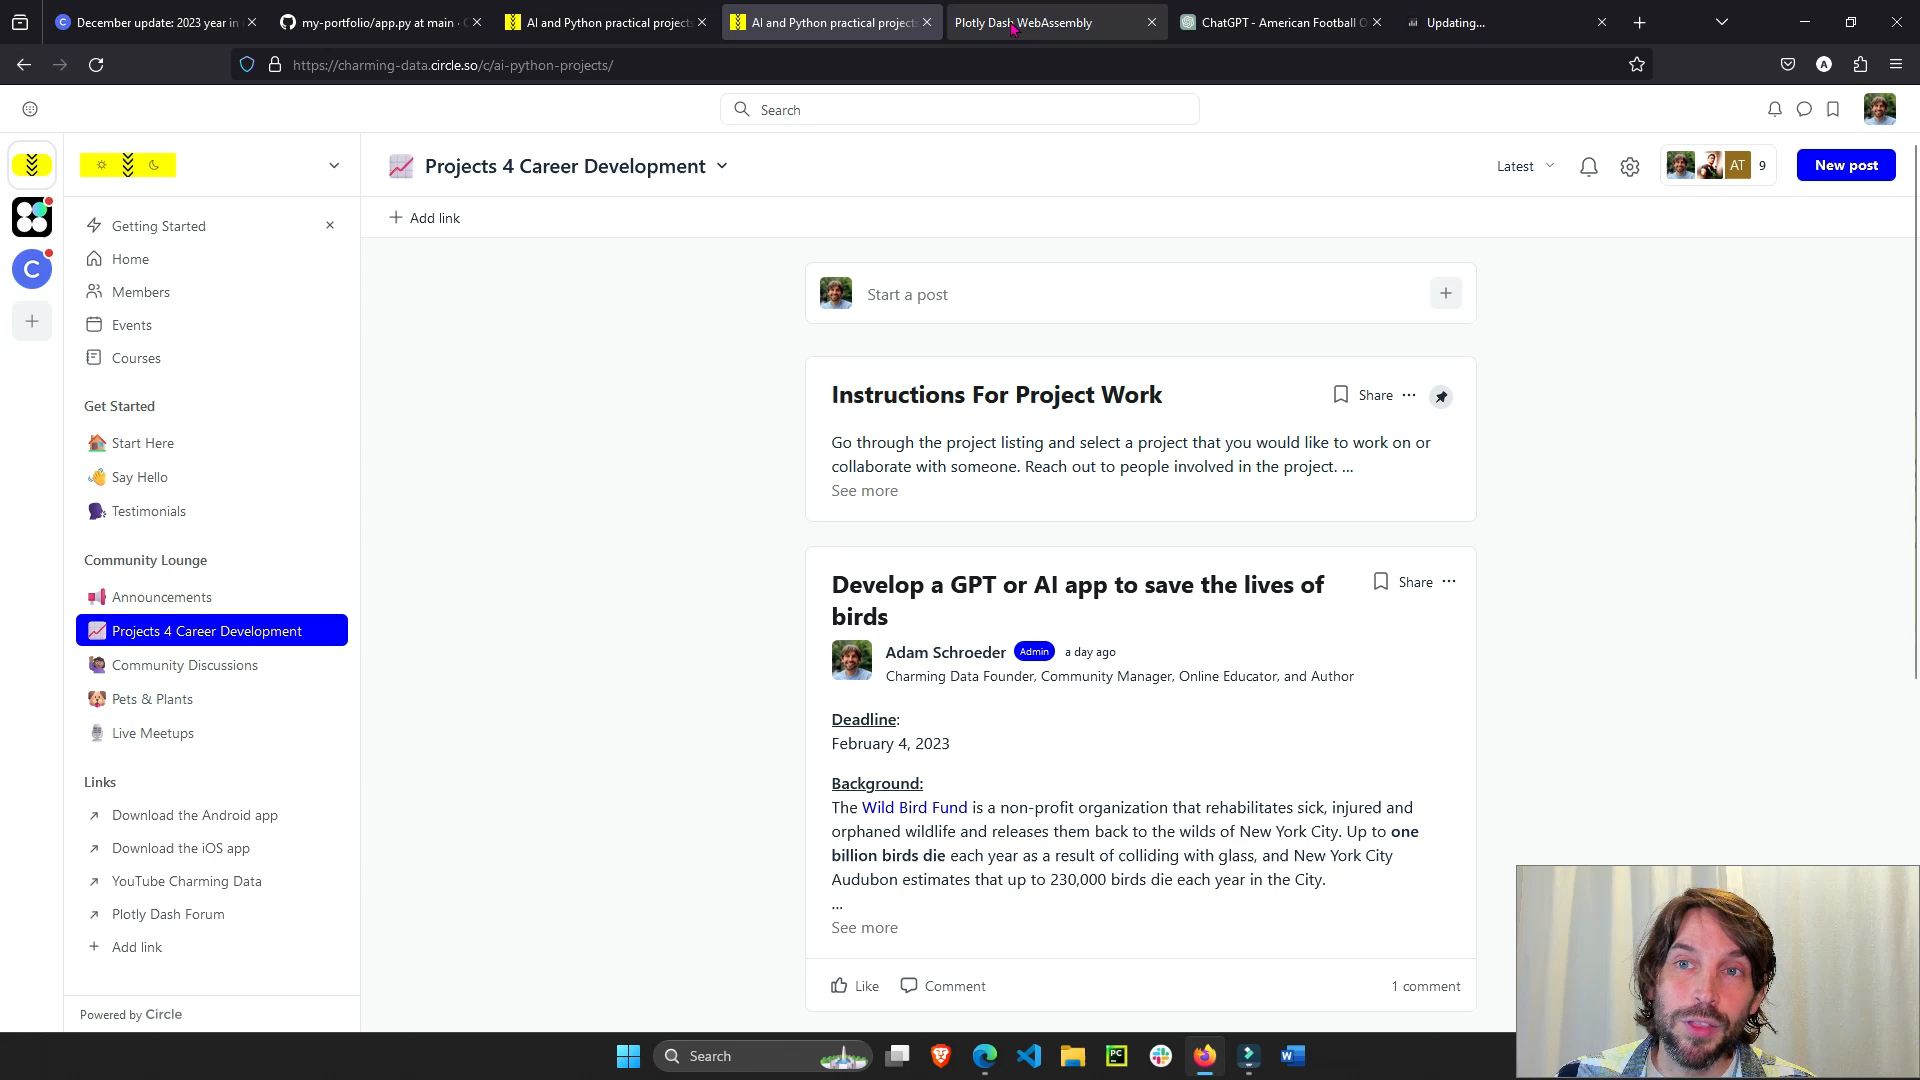 December update: 2023 year in
my-portfolio/app.py at main · C
AI and Python practical projects
AI and Python practical projects
Plotly Dash WebAssembly
ChatGPT - American Football O
Updating...
https://charming-data.circle.so/c/ai-python-projects/
A
Search
Projects 4 Career Development
Latest
AT
9
New post
C
Getting Started
Home
Members
Events
Courses
Get Started
Start Here
Say Hello
Testimonials
Community Lounge
Announcements
Projects 4 Career Development
Community Discussions
Pets & Plants
Live Meetups
Links
Download the Android app
Download the iOS app
YouTube Charming Data
Plotly Dash Forum
Add link
Powered by Circle
Add link
Start a post
Instructions For Project Work
Share
Go through the project listing and select a project that you would like to work on or
collaborate with someone. Reach out to people involved in the project. ...
See more
Develop a GPT or AI app to save the lives of
birds
Share
Adam Schroeder Admin a day ago
Charming Data Founder, Community Manager, Online Educator, and Author
Deadline:
February 4, 2023
Background:
The Wild Bird Fund is a non-profit organization that rehabilitates sick, injured and
orphaned wildlife and releases them back to the wilds of New York City. Up to one
billion birds die each year as a result of colliding with glass, and New York City
Audubon estimates that up to 230,000 birds die each year in the City.
...
See more
Like
Comment
1 comment
Search
PC
W